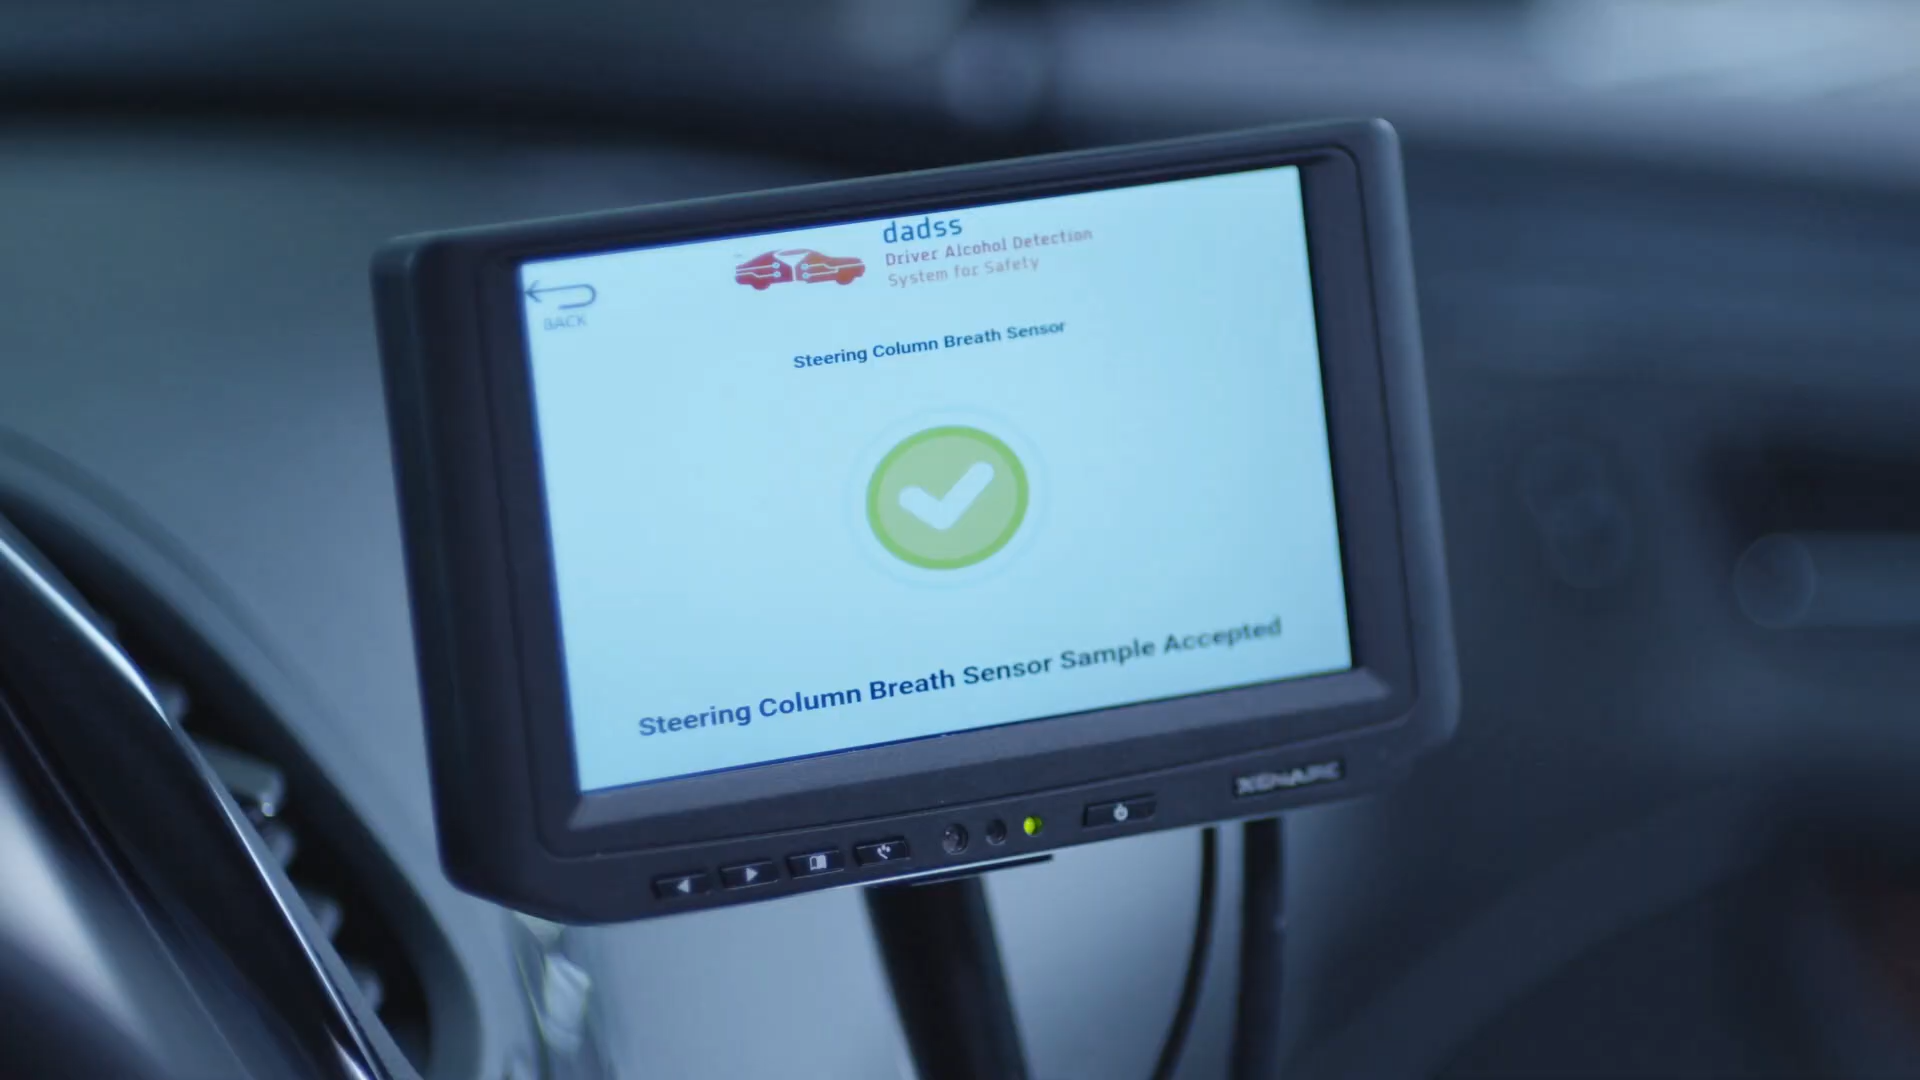 dadss
Driver Alcohol Detection
System for Safety
BACK
Steering Column Breath Sensor
Steering Column Breath Sensor Sample Accepted
XENARC